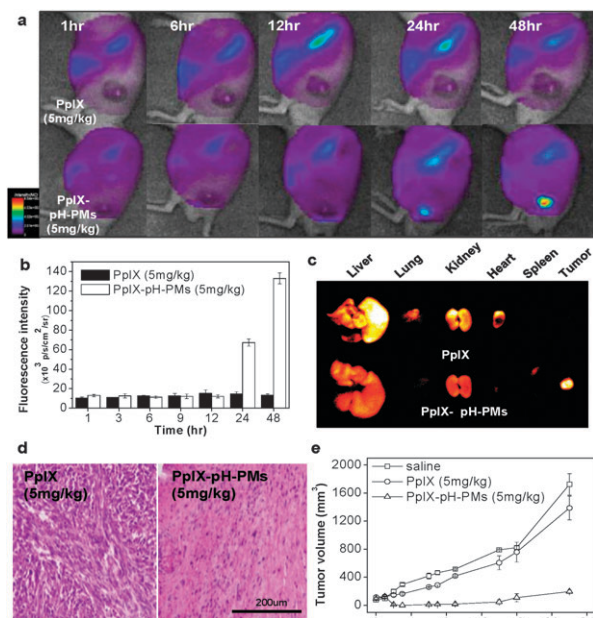 a
1hr
6hr
12hr
24hr
48hr
PpIX
(5mg/kg)
PpIX-
pH-PMs
(5mg/kg)
b
140
120
100
80
60
40
20
0
Fluorescence intensity
(x10³ p/s/cm²/sr)
PpIX (5mg/kg)
PpIX-pH-PMs (5mg/kg)
1 3 6 9 12 24 48
Time (hr)
c
Liver Lung Kidney Heart Spleen Tumor
PpIX
PpIX- pH-PMs
d
PpIX
(5mg/kg)
PpIX-pH-PMs
(5mg/kg)
200um
e
2000
1600
1200
800
400
0
Tumor volume (mm³)
saline
PpIX (5mg/kg)
PpIX-pH-PMs (5mg/kg)